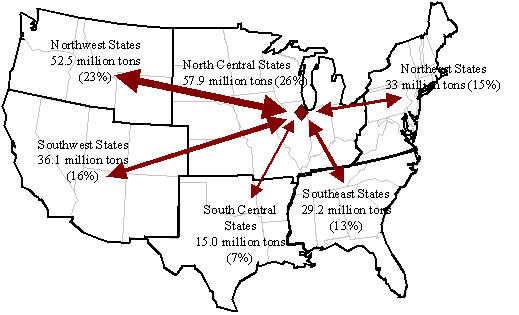 Northwest States
52.5 million tons
(23%)
North Central States
57.9 million tons (26%)
Northeast States
33 million tons (15%)
Southwest States
36.1 million tons
(16%)
South Central
States
15.0 million tons
(7%)
Southeast States
29.2 million tons
(13%)